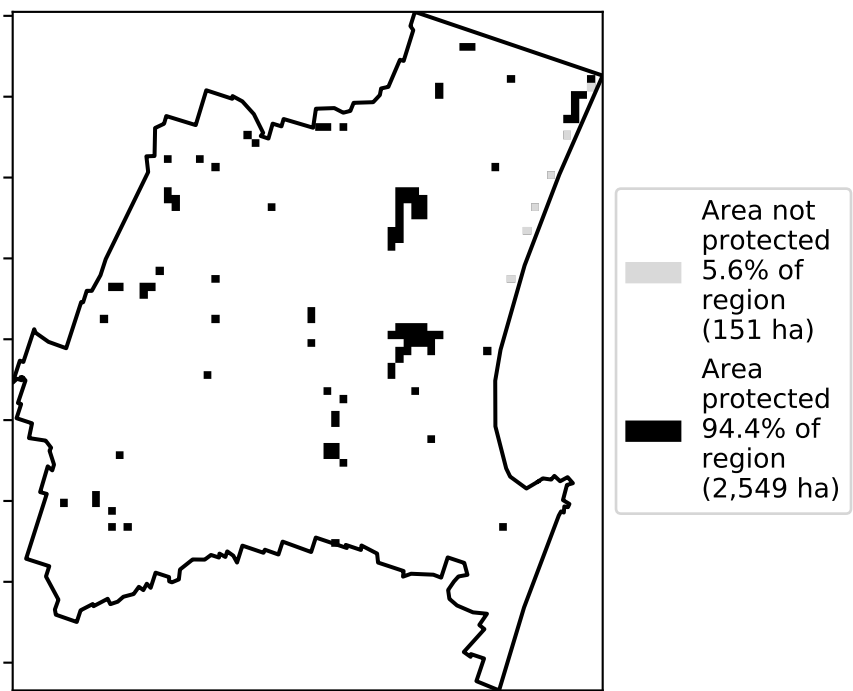 Area not
protected
5.6% of
region
(151 ha)
Area
protected
94.4% of
region
(2,549 ha)